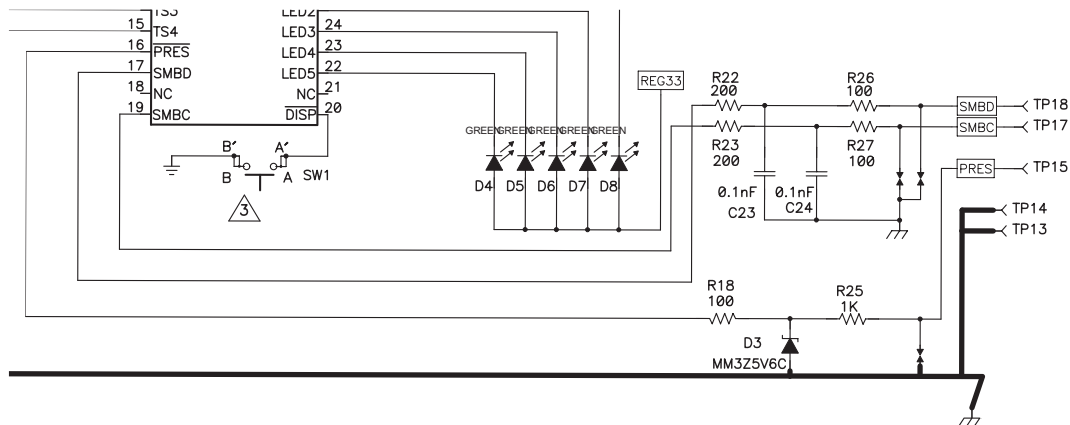 TS3
LED2
15 TS4
LED3 24
16 PRES
LED4 23
17 SMBD
LED5 22
18 NC
NC 21
19 SMBC
DISP 20
B' A'
B A SW1
3
GREEN GREEN GREEN GREEN GREEN
D4 D5 D6 D7 D8
REG33
R22
200
R26
100
SMBD TP18
SMBC TP17
R23
200
R27
100
PRES TP15
0.1nF
C23
0.1nF
C24
TP14
TP13
R18
100
R25
1K
D3
MM3Z5V6C